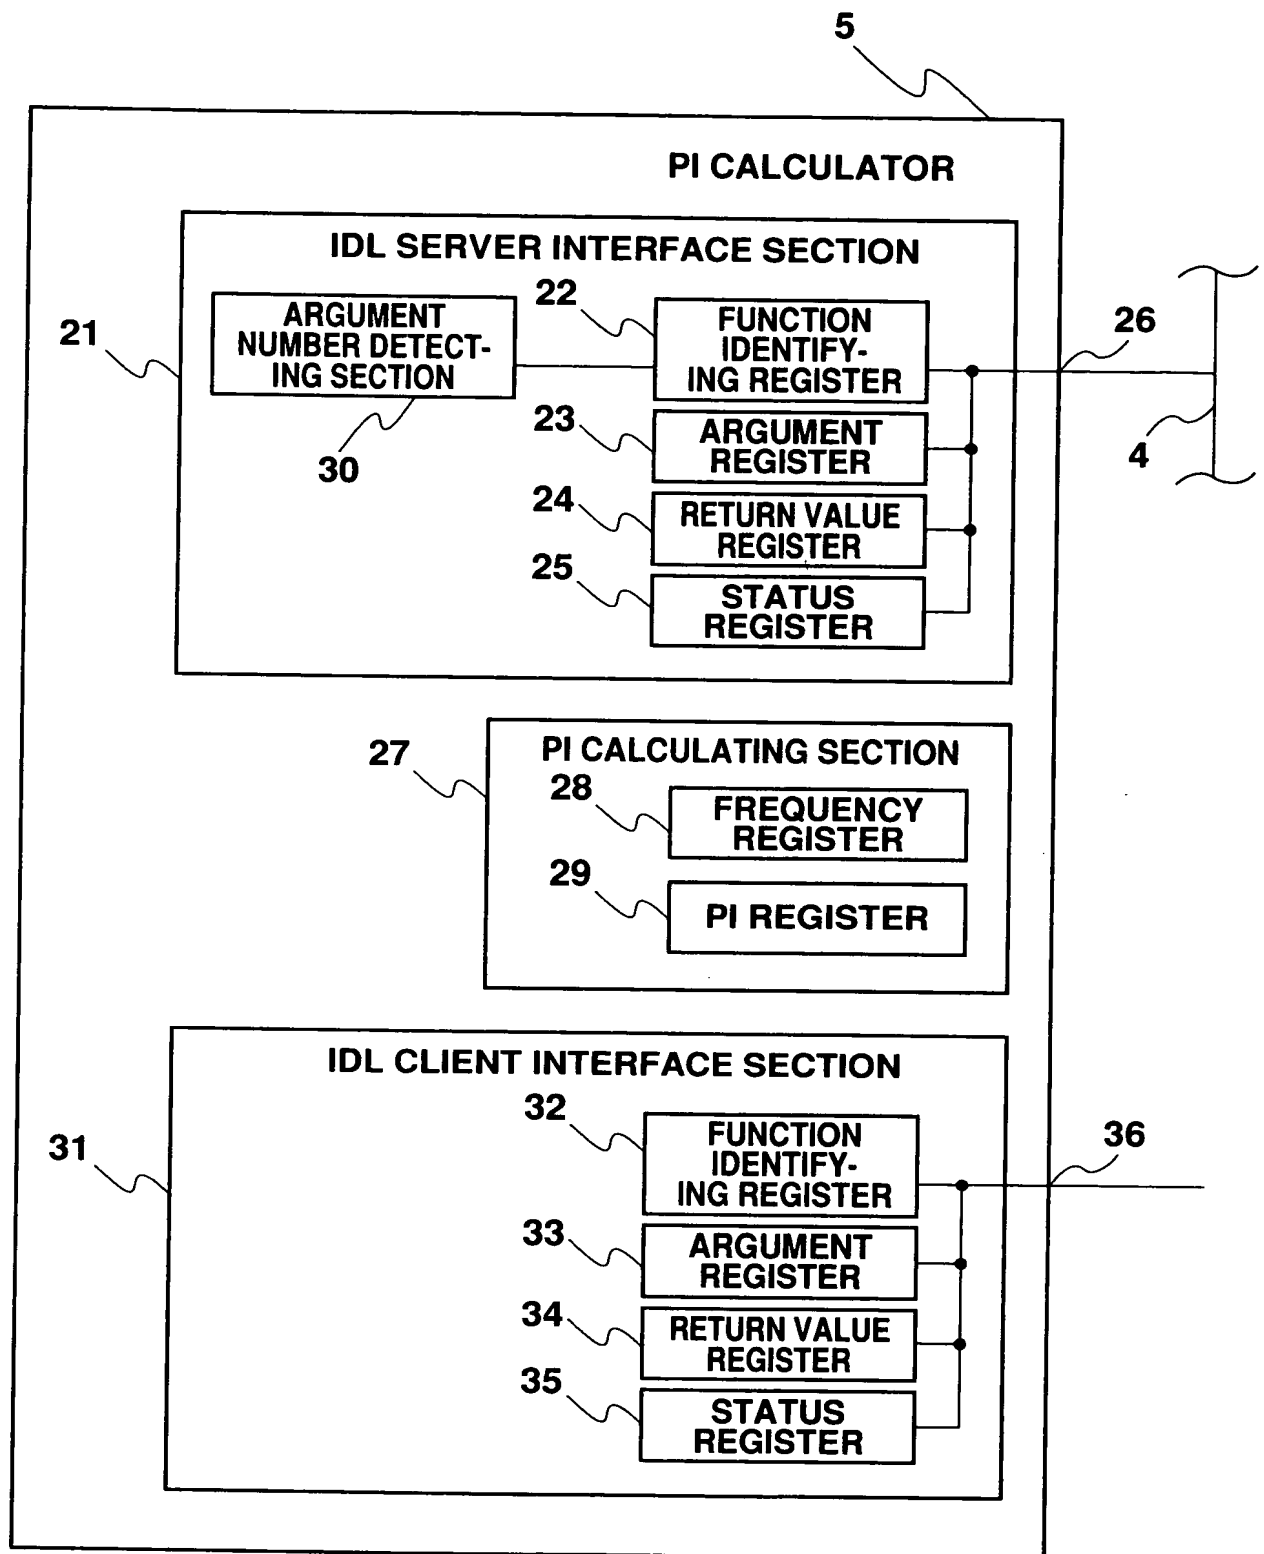 5
PI CALCULATOR
IDL SERVER INTERFACE SECTION
21
ARGUMENT
NUMBER DETECT-
ING SECTION
30
22
FUNCTION
IDENTIFY-
ING REGISTER
26
23
ARGUMENT
REGISTER
4
24
RETURN VALUE
REGISTER
25
STATUS
REGISTER
27
PI CALCULATING SECTION
28
FREQUENCY
REGISTER
29
PI REGISTER
IDL CLIENT INTERFACE SECTION
31
32
FUNCTION
IDENTIFY-
ING REGISTER
36
33
ARGUMENT
REGISTER
34
RETURN VALUE
REGISTER
35
STATUS
REGISTER